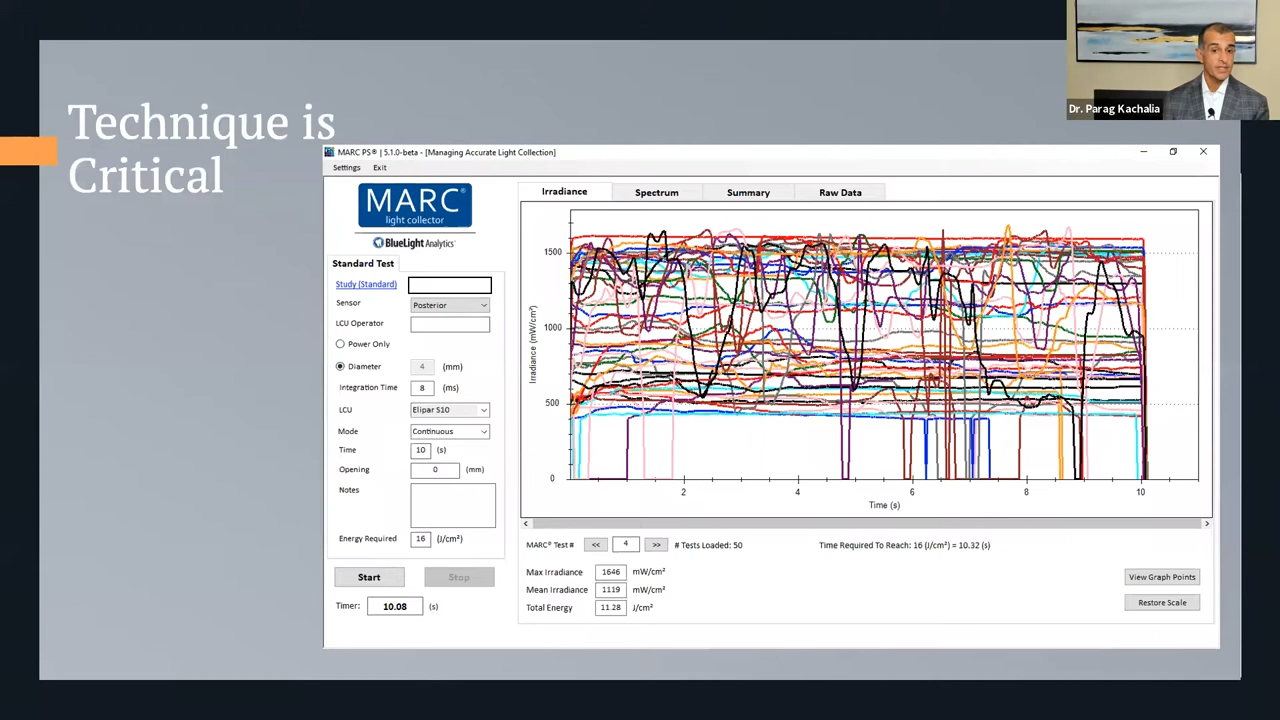 Technique is
Critical
Dr. Parag Kachalia
MARC PS® | 5.1.0-beta - [Managing Accurate Light Collection]
Settings Exit
MARC®
light collector
BlueLight Analytics
Standard Test
Study (Standard)
Sensor Posterior
LCU Operator
Power Only
Diameter 4 (mm)
Integration Time 8 (ms)
LCU Elipar S10
Mode Continuous
Time 10 (s)
Opening 0 (mm)
Notes
Energy Required 16 (J/cm²)
Start Stop
Timer: 10.08 (s)
Irradiance Spectrum Summary Raw Data
Irradiance (mW/cm²)
1500
1000
500
0
2 4 6 8 10
Time (s)
MARC® Test # << 4 >> # Tests Loaded: 50 Time Required To Reach: 16 (J/cm²) = 10.32 (s)
Max Irradiance 1646 mW/cm²
Mean Irradiance 1119 mW/cm²
Total Energy 11.28 J/cm²
View Graph Points
Restore Scale